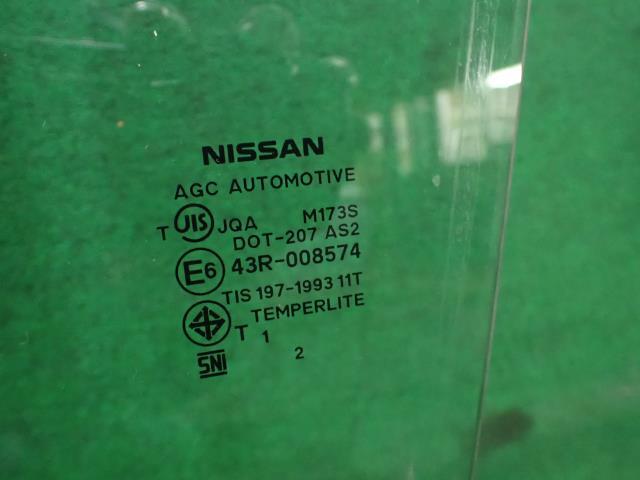 NISSAN
AGC AUTOMOTIVE
T JIS JQA M173S
DOT-207 AS2
E6 43R-008574
TIS 197-1993 11T
TEMPERLITE
T 1
SNI 2